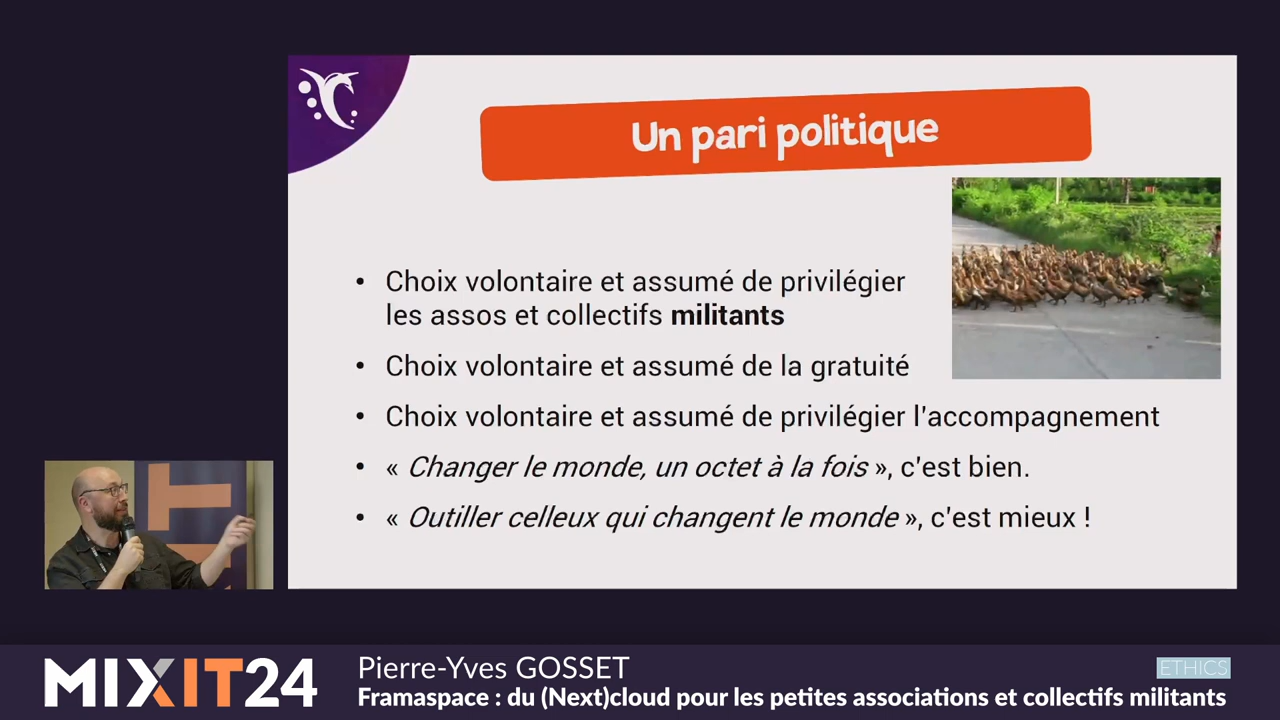 Un pari politique
• Choix volontaire et assumé de privilégier
les assos et collectifs militants
• Choix volontaire et assumé de la gratuité
• Choix volontaire et assumé de privilégier l'accompagnement
• « Changer le monde, un octet à la fois », c'est bien.
• « Outiller celleux qui changent le monde », c'est mieux !
MIXIT24
Pierre-Yves GOSSET
ETHICS
Framaspace : du (Next)cloud pour les petites associations et collectifs militants